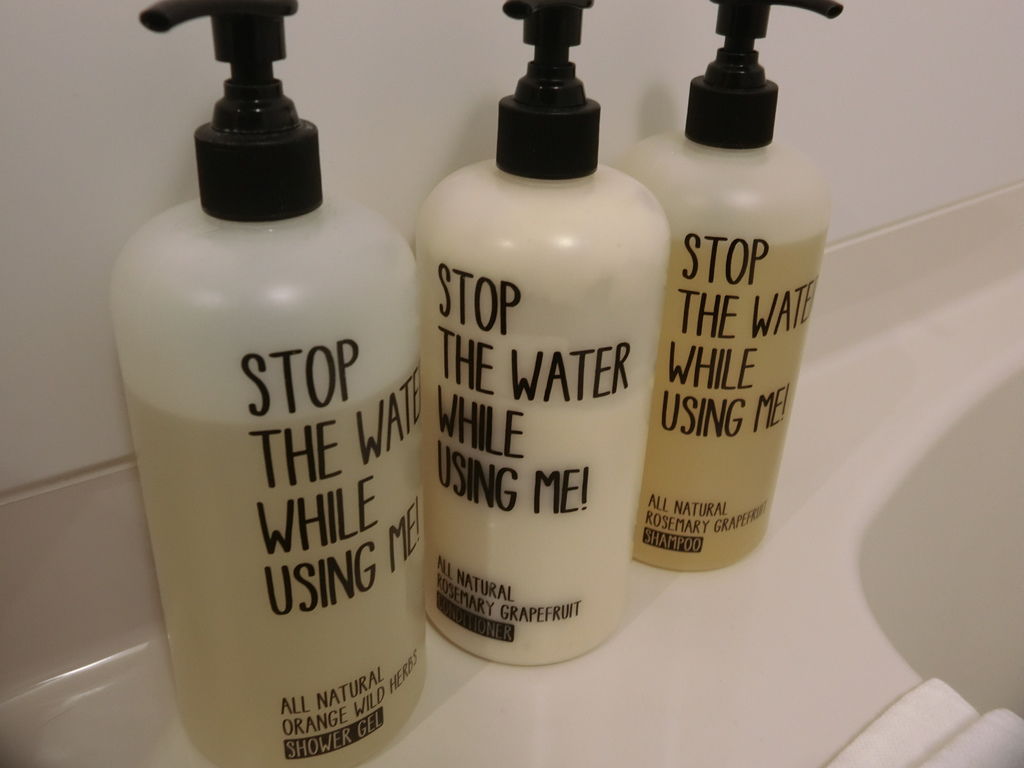 STOP
THE WATE
WHILE
USING ME!
ALL NATURAL
ORANGE WILD HERBS
SHOWER GEL
STOP
THE WATER
WHILE
USING ME!
ALL NATURAL
ROSEMARY GRAPEFRUIT
CONDITIONER
STOP
THE WATE
WHILE
USING ME!
ALL NATURAL
ROSEMARY GRAPEFRUIT
SHAMPOO